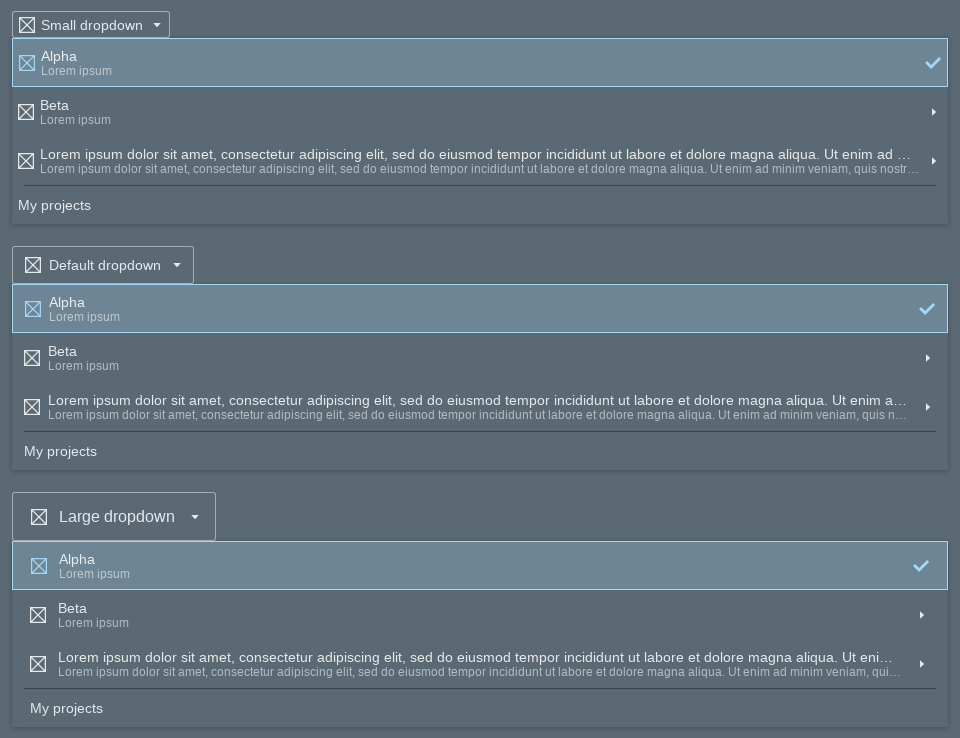 Small dropdown
Alpha
Lorem ipsum
Beta
Lorem ipsum
Lorem ipsum dolor sit amet, consectetur adipiscing elit, sed do eiusmod tempor incididunt ut labore et dolore magna aliqua. Ut enim ad …
Lorem ipsum dolor sit amet, consectetur adipiscing elit, sed do eiusmod tempor incididunt ut labore et dolore magna aliqua. Ut enim ad minim veniam, quis nostr…
My projects
Default dropdown
Alpha
Lorem ipsum
Beta
Lorem ipsum
Lorem ipsum dolor sit amet, consectetur adipiscing elit, sed do eiusmod tempor incididunt ut labore et dolore magna aliqua. Ut enim a…
Lorem ipsum dolor sit amet, consectetur adipiscing elit, sed do eiusmod tempor incididunt ut labore et dolore magna aliqua. Ut enim ad minim veniam, quis n…
My projects
Large dropdown
Alpha
Lorem ipsum
Beta
Lorem ipsum
Lorem ipsum dolor sit amet, consectetur adipiscing elit, sed do eiusmod tempor incididunt ut labore et dolore magna aliqua. Ut eni…
Lorem ipsum dolor sit amet, consectetur adipiscing elit, sed do eiusmod tempor incididunt ut labore et dolore magna aliqua. Ut enim ad minim veniam, qui…
My projects